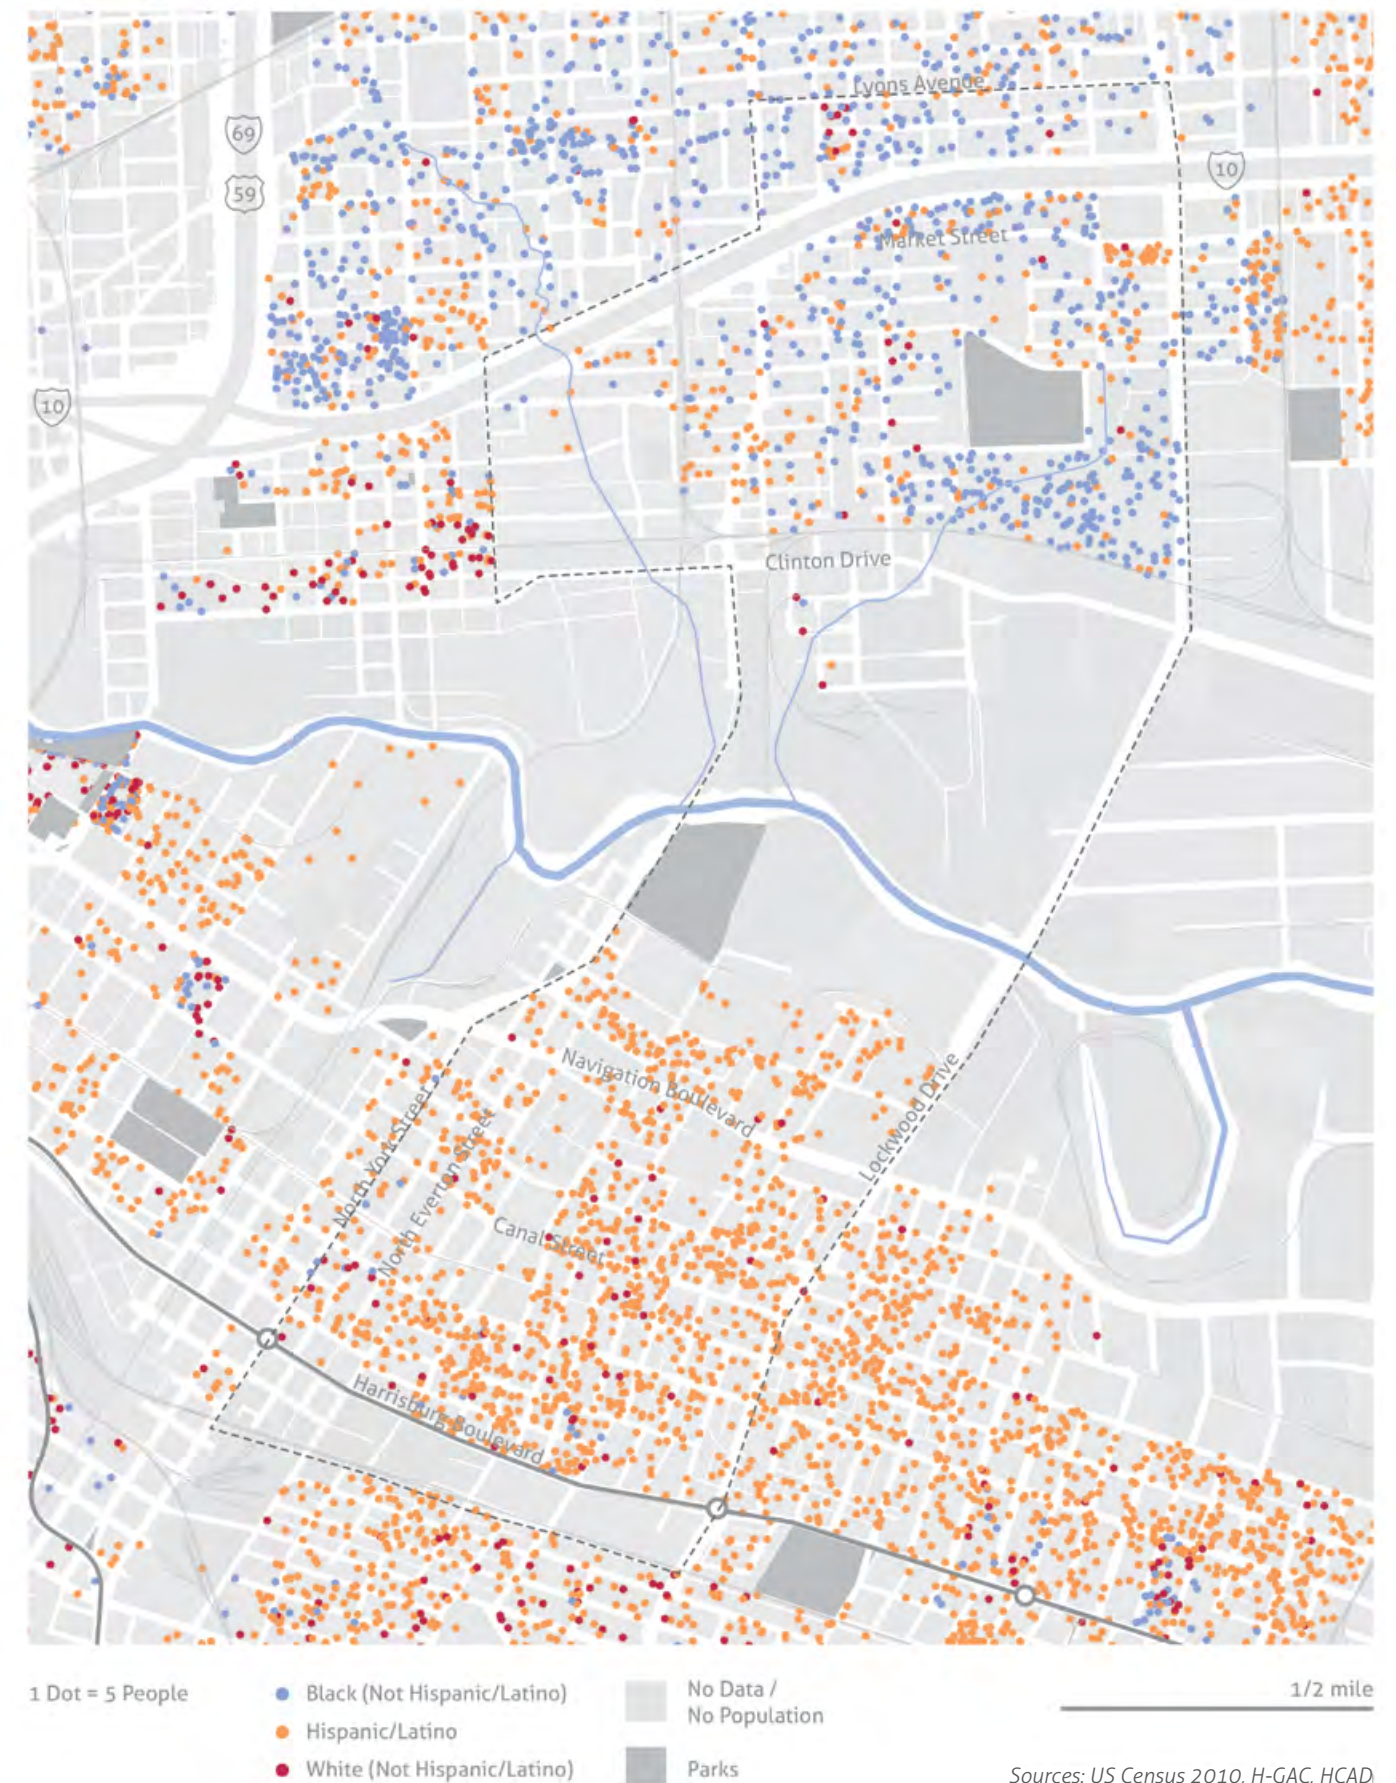 Lyons Avenue
69
59
10
Market Street
10
Clinton Drive
Navigation Boulevard
Lockwood Drive
North York Street
North Everton Street
Canal Street
Harrisburg Boulevard
1 Dot = 5 People
Black (Not Hispanic/Latino)
Hispanic/Latino
White (Not Hispanic/Latino)
No Data /
No Population
Parks
1/2 mile
Sources: US Census 2010, H-GAC, HCAD